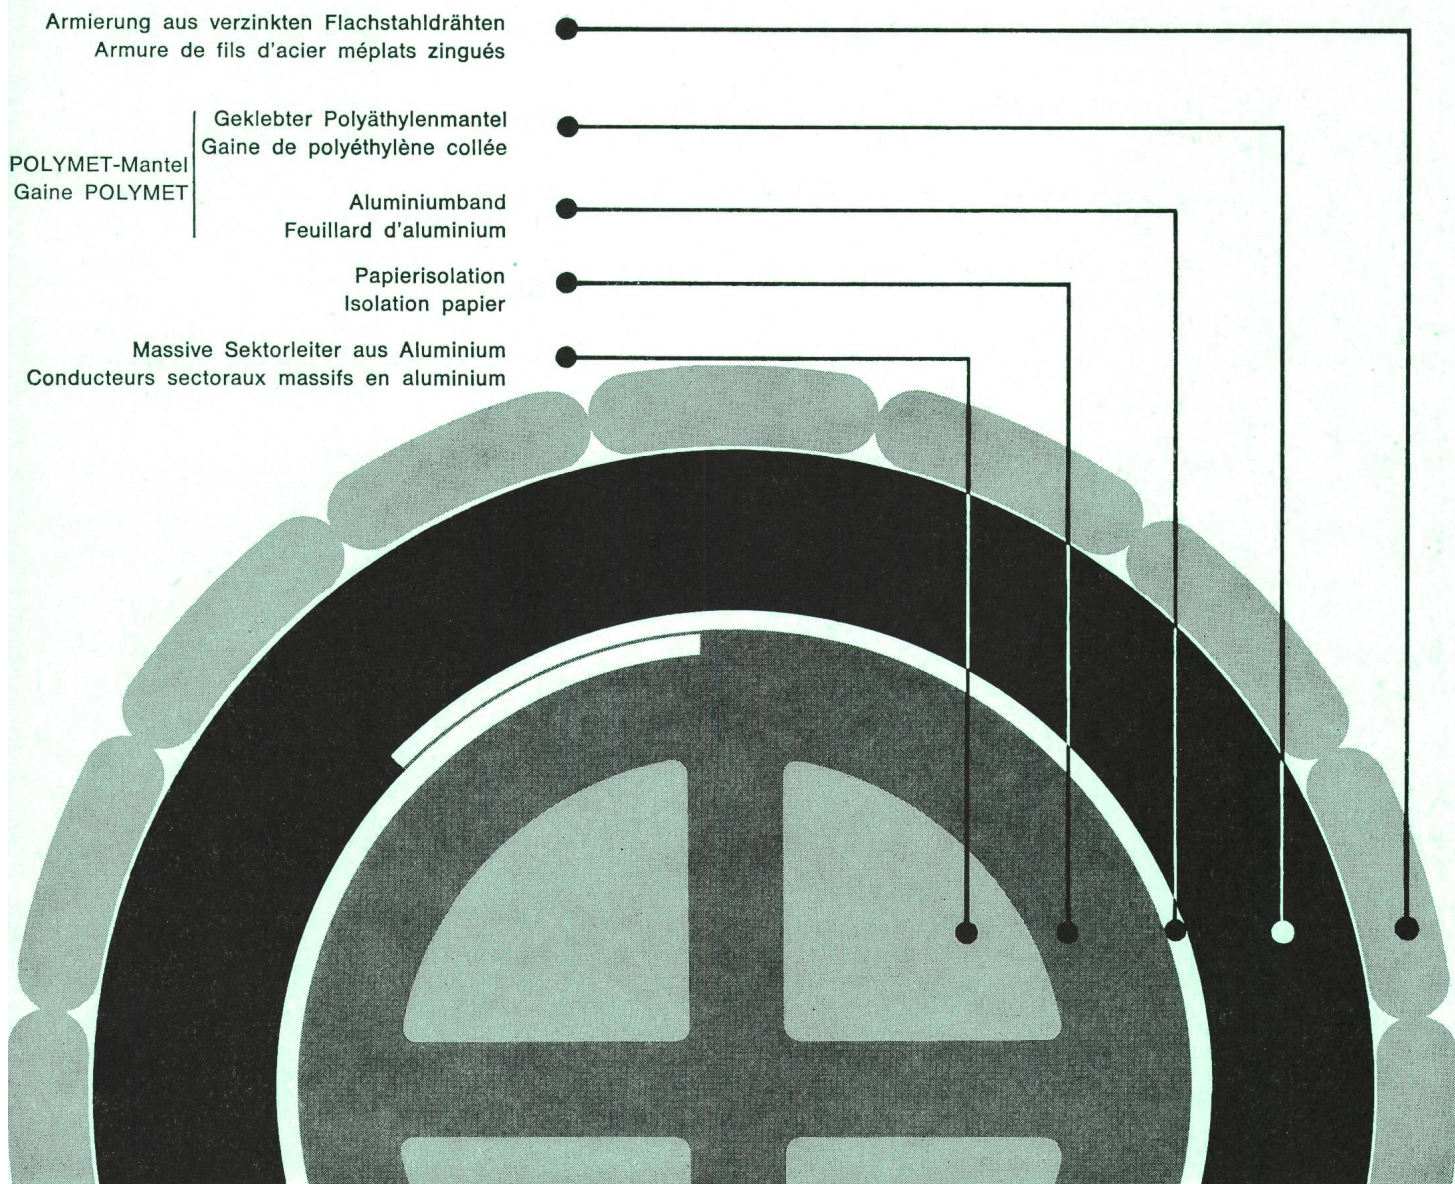 Armierung aus verzinkten Flachstahldrähten
Armure de fils d'acier méplats zingués
Geklebter Polyäthylenmantel
Gaine de polyéthylène collée
POLYMET-Mantel
Gaine POLYMET
Aluminiumband
Feuillard d'aluminium
Papierisolation
Isolation papier
Massive Sektorleiter aus Aluminium
Conducteurs sectoraux massifs en aluminium